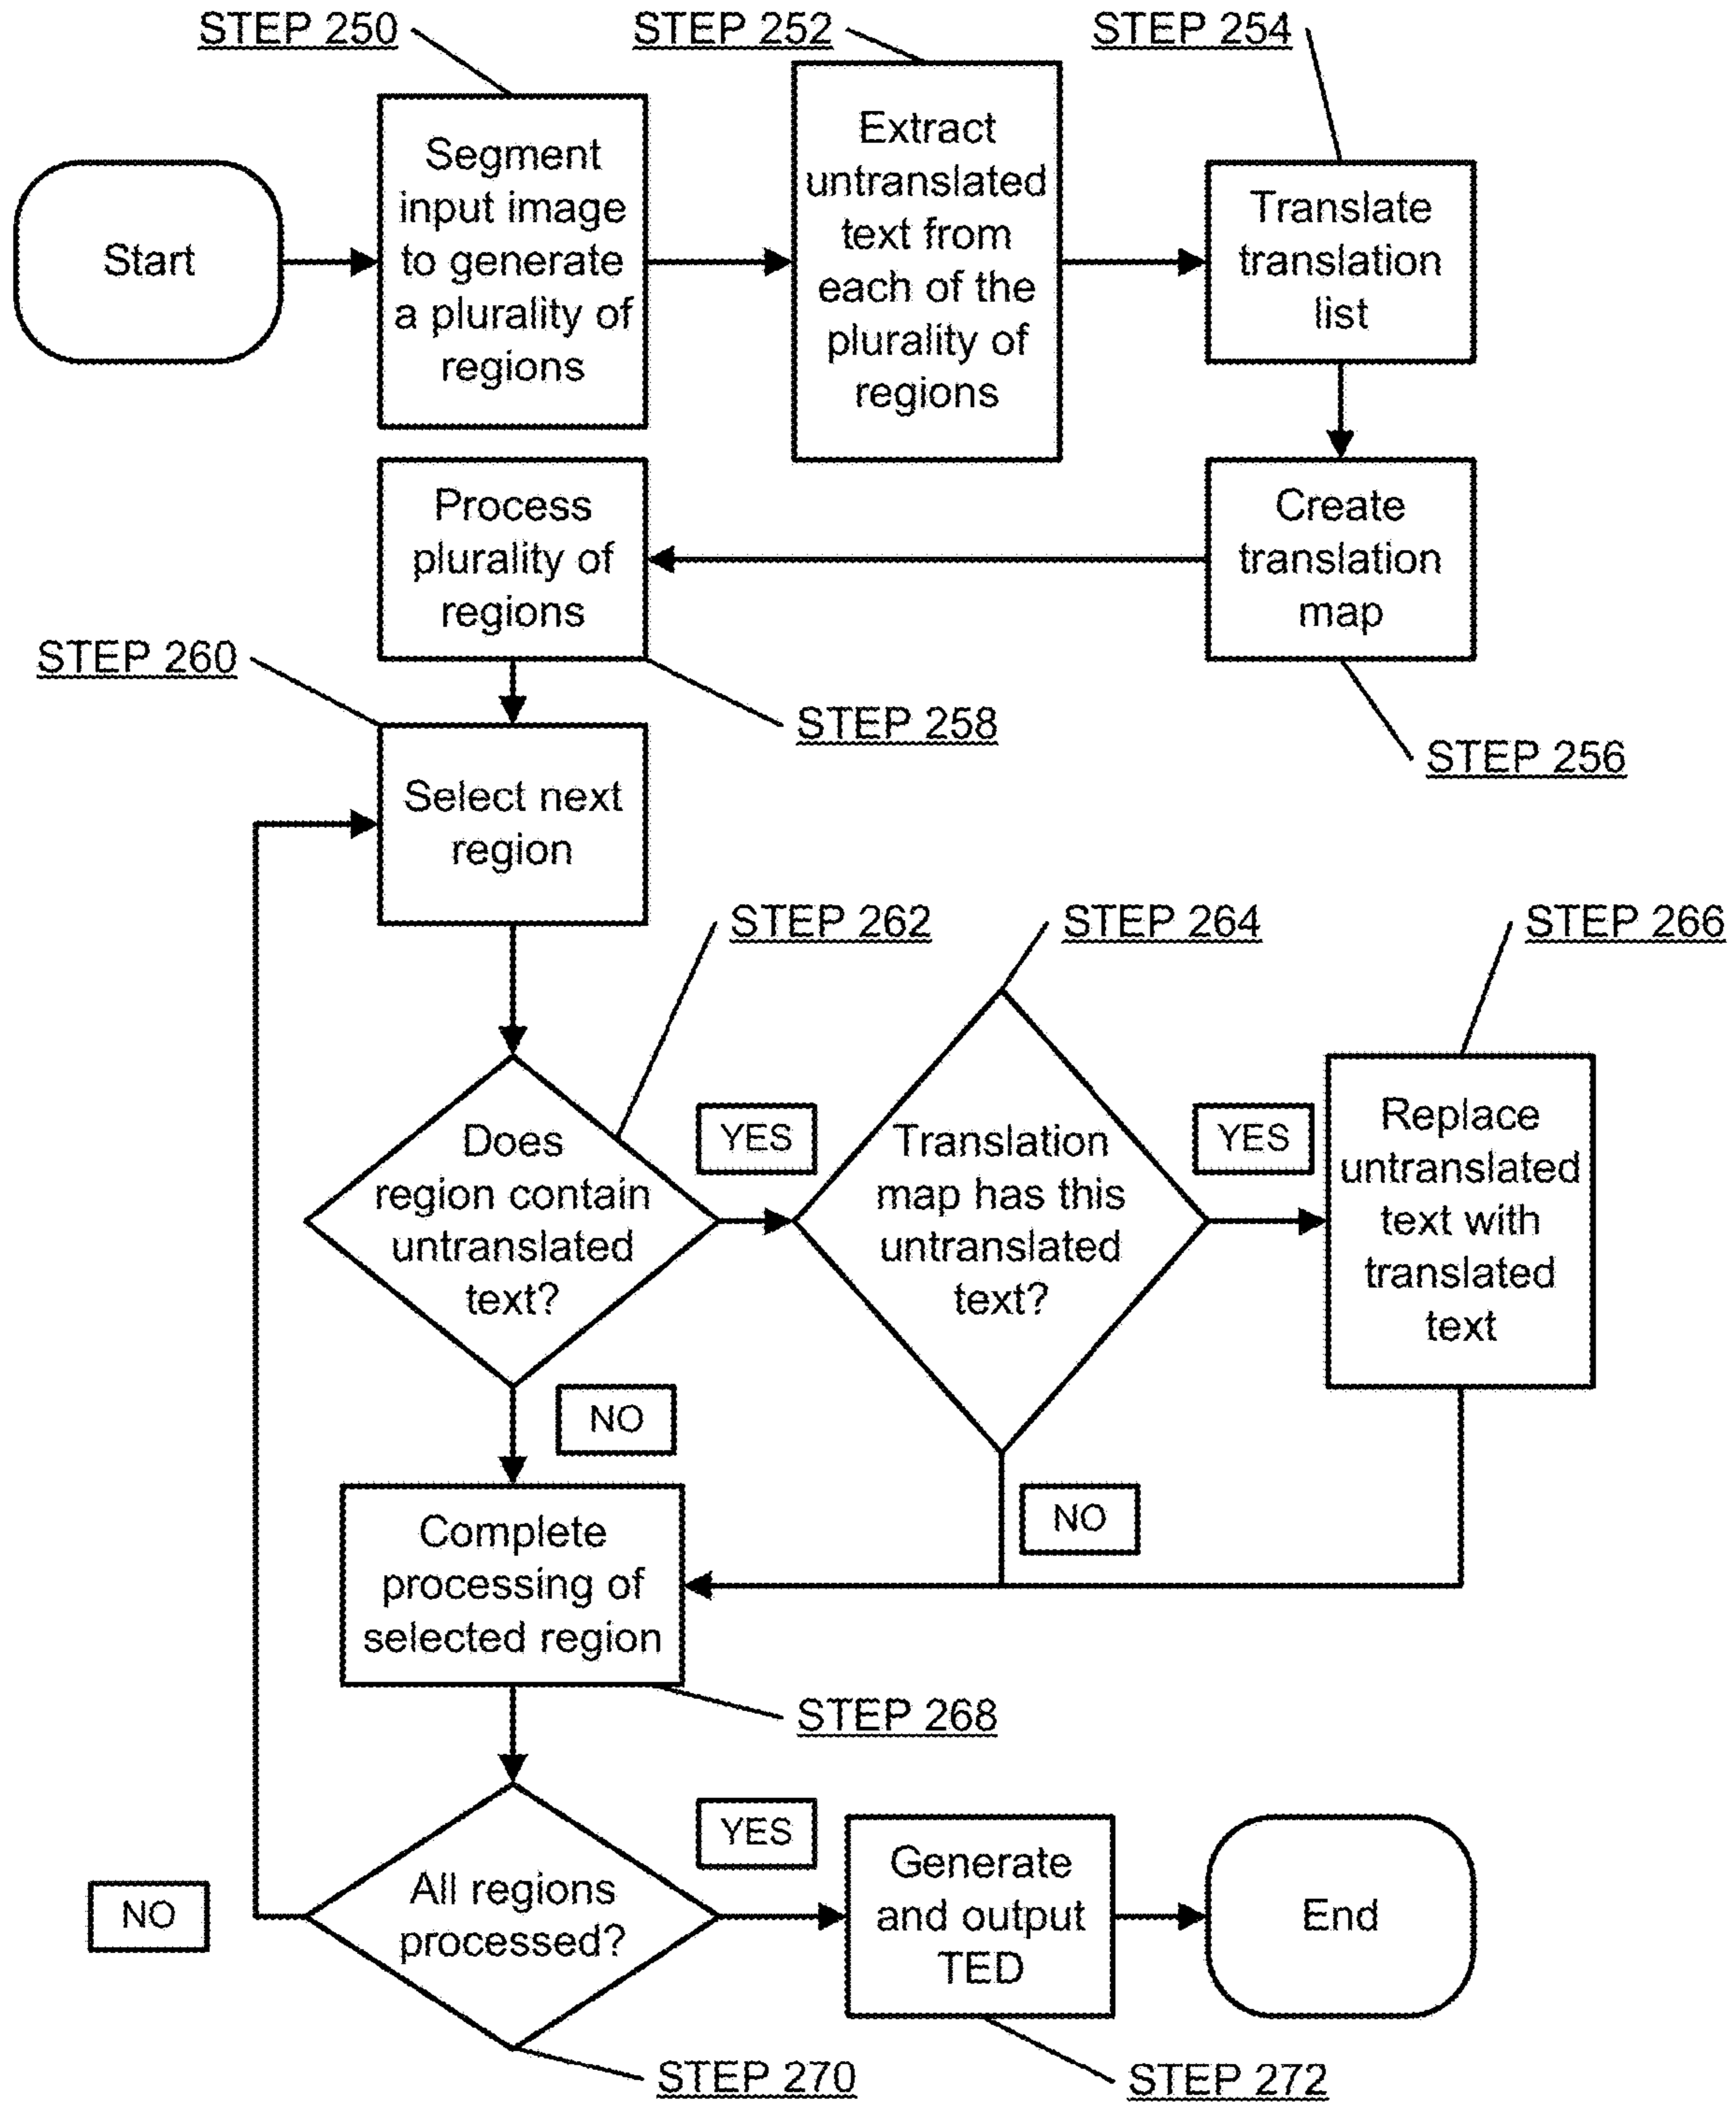 STEP 250
STEP 252
STEP 254
Start
Segment
input image
to generate
a plurality of
regions
Extract
untranslated
text from
each of the
plurality of
regions
Translate
translation
list
Process
plurality of
regions
Create
translation
map
STEP 260
STEP 258
STEP 256
Select next
region
STEP 262
STEP 264
STEP 266
Does
region contain
untranslated
text?
YES
Translation
map has this
untranslated
text?
YES
Replace
untranslated
text with
translated
text
NO
NO
Complete
processing of
selected region
STEP 268
NO
All regions
processed?
YES
Generate
and output
TED
End
STEP 270
STEP 272